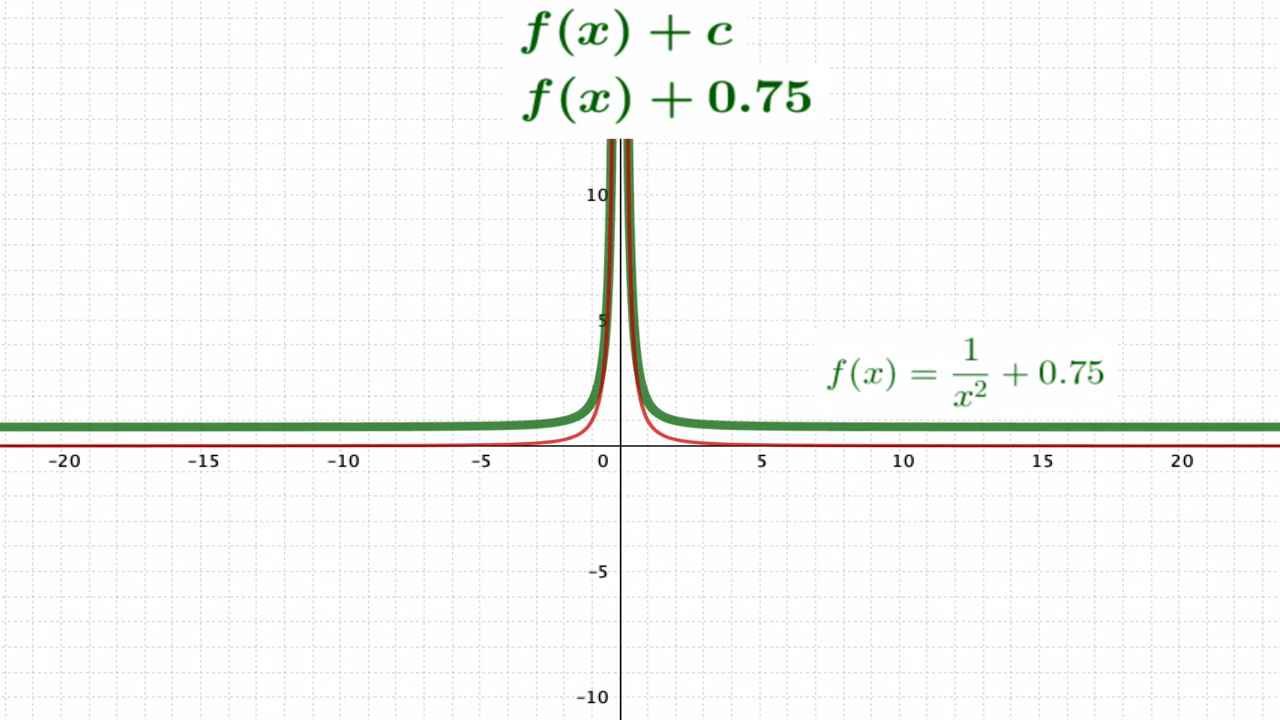 f(x) + c
f(x) + 0.75
10
5
f(x) = 1/x² + 0.75
-20 -15 -10 -5 0 5 10 15 20
-5
-10